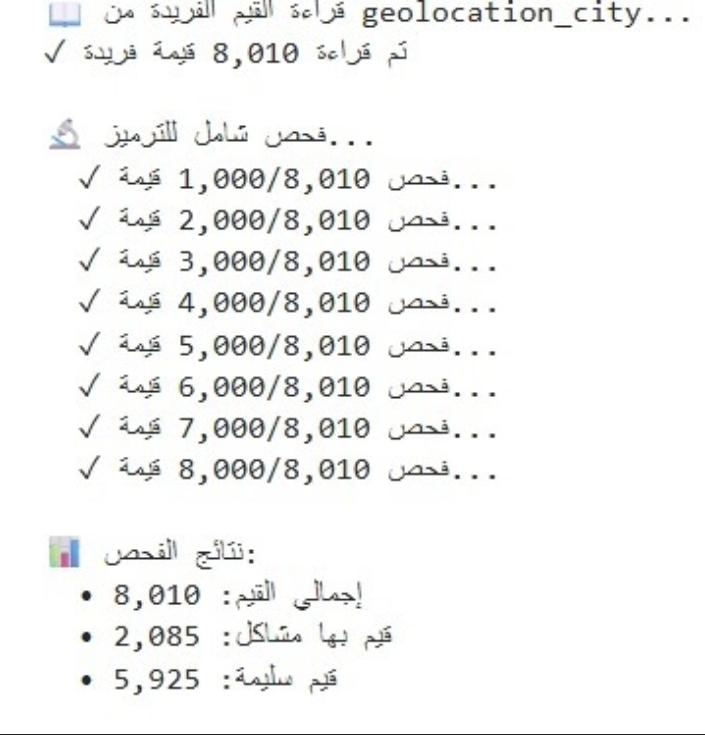 📖 قراءة القيم الفريدة من geolocation_city...
✓ تم قراءة 8,010 قيمة فريدة
🔬 فحص شامل للترميز...
✓ فحص 1,000/8,010 قيمة...
✓ فحص 2,000/8,010 قيمة...
✓ فحص 3,000/8,010 قيمة...
✓ فحص 4,000/8,010 قيمة...
✓ فحص 5,000/8,010 قيمة...
✓ فحص 6,000/8,010 قيمة...
✓ فحص 7,000/8,010 قيمة...
✓ فحص 8,000/8,010 قيمة...
📊 نتائج الفحص:
• إجمالي القيم: 8,010
• قيم بها مشاكل: 2,085
• قيم سليمة: 5,925